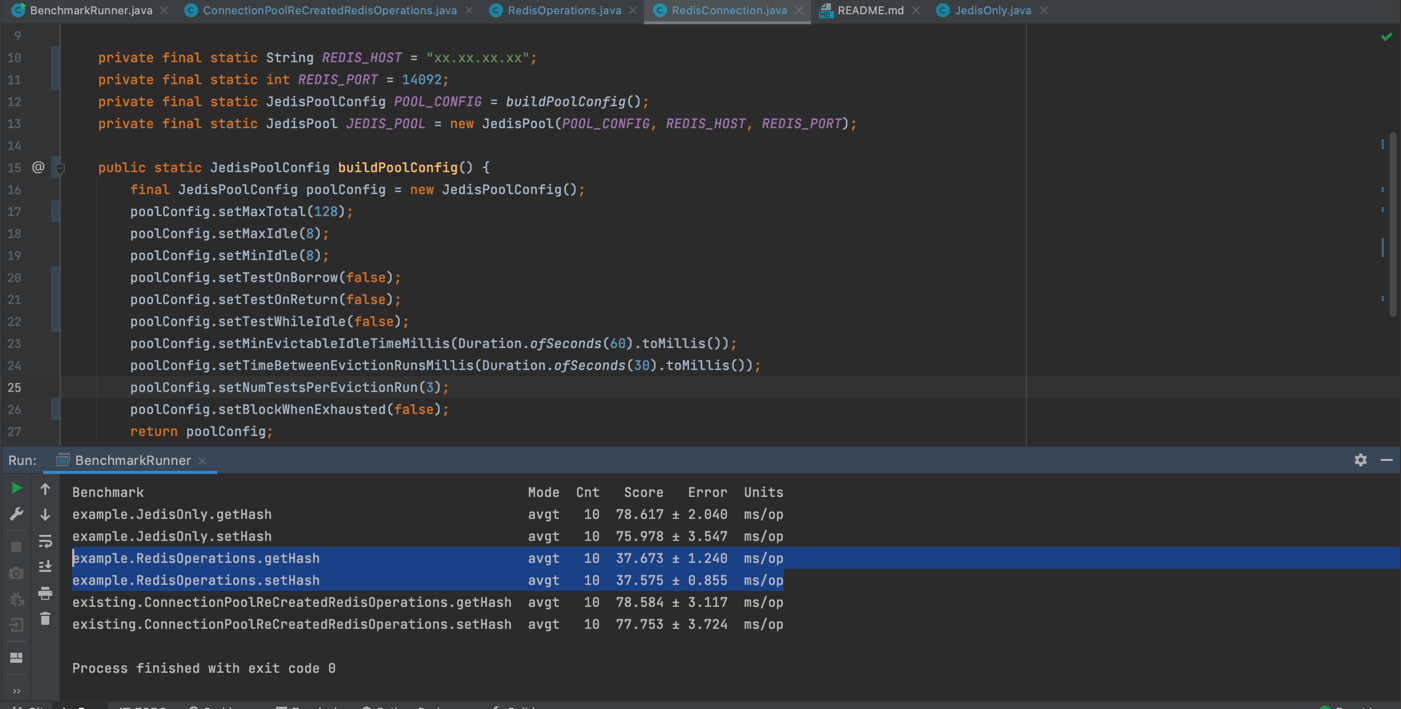 BenchmarkRunner.java ConnectionPoolReCreatedRedisOperations.java RedisOperations.java RedisConnection.java README.md JedisOnly.java
9
10 private final static String REDIS_HOST = "xx.xx.xx.xx";
11 private final static int REDIS_PORT = 14092;
12 private final static JedisPoolConfig POOL_CONFIG = buildPoolConfig();
13 private final static JedisPool JEDIS_POOL = new JedisPool(POOL_CONFIG, REDIS_HOST, REDIS_PORT);
14
15 @ public static JedisPoolConfig buildPoolConfig() {
16 final JedisPoolConfig poolConfig = new JedisPoolConfig();
17 poolConfig.setMaxTotal(128);
18 poolConfig.setMaxIdle(8);
19 poolConfig.setMinIdle(8);
20 poolConfig.setTestOnBorrow(false);
21 poolConfig.setTestOnReturn(false);
22 poolConfig.setTestWhileIdle(false);
23 poolConfig.setMinEvictableIdleTimeMillis(Duration.ofSeconds(60).toMillis());
24 poolConfig.setTimeBetweenEvictionRunsMillis(Duration.ofSeconds(30).toMillis());
25 poolConfig.setNumTestsPerEvictionRun(3);
26 poolConfig.setBlockWhenExhausted(false);
27 return poolConfig;
Run: BenchmarkRunner
Benchmark Mode Cnt Score Error Units
example.JedisOnly.getHash avgt 10 78.617 ± 2.040 ms/op
example.JedisOnly.setHash avgt 10 75.978 ± 3.547 ms/op
example.RedisOperations.getHash avgt 10 37.673 ± 1.240 ms/op
example.RedisOperations.setHash avgt 10 37.575 ± 0.855 ms/op
existing.ConnectionPoolReCreatedRedisOperations.getHash avgt 10 78.584 ± 3.117 ms/op
existing.ConnectionPoolReCreatedRedisOperations.setHash avgt 10 77.753 ± 3.724 ms/op
Process finished with exit code 0